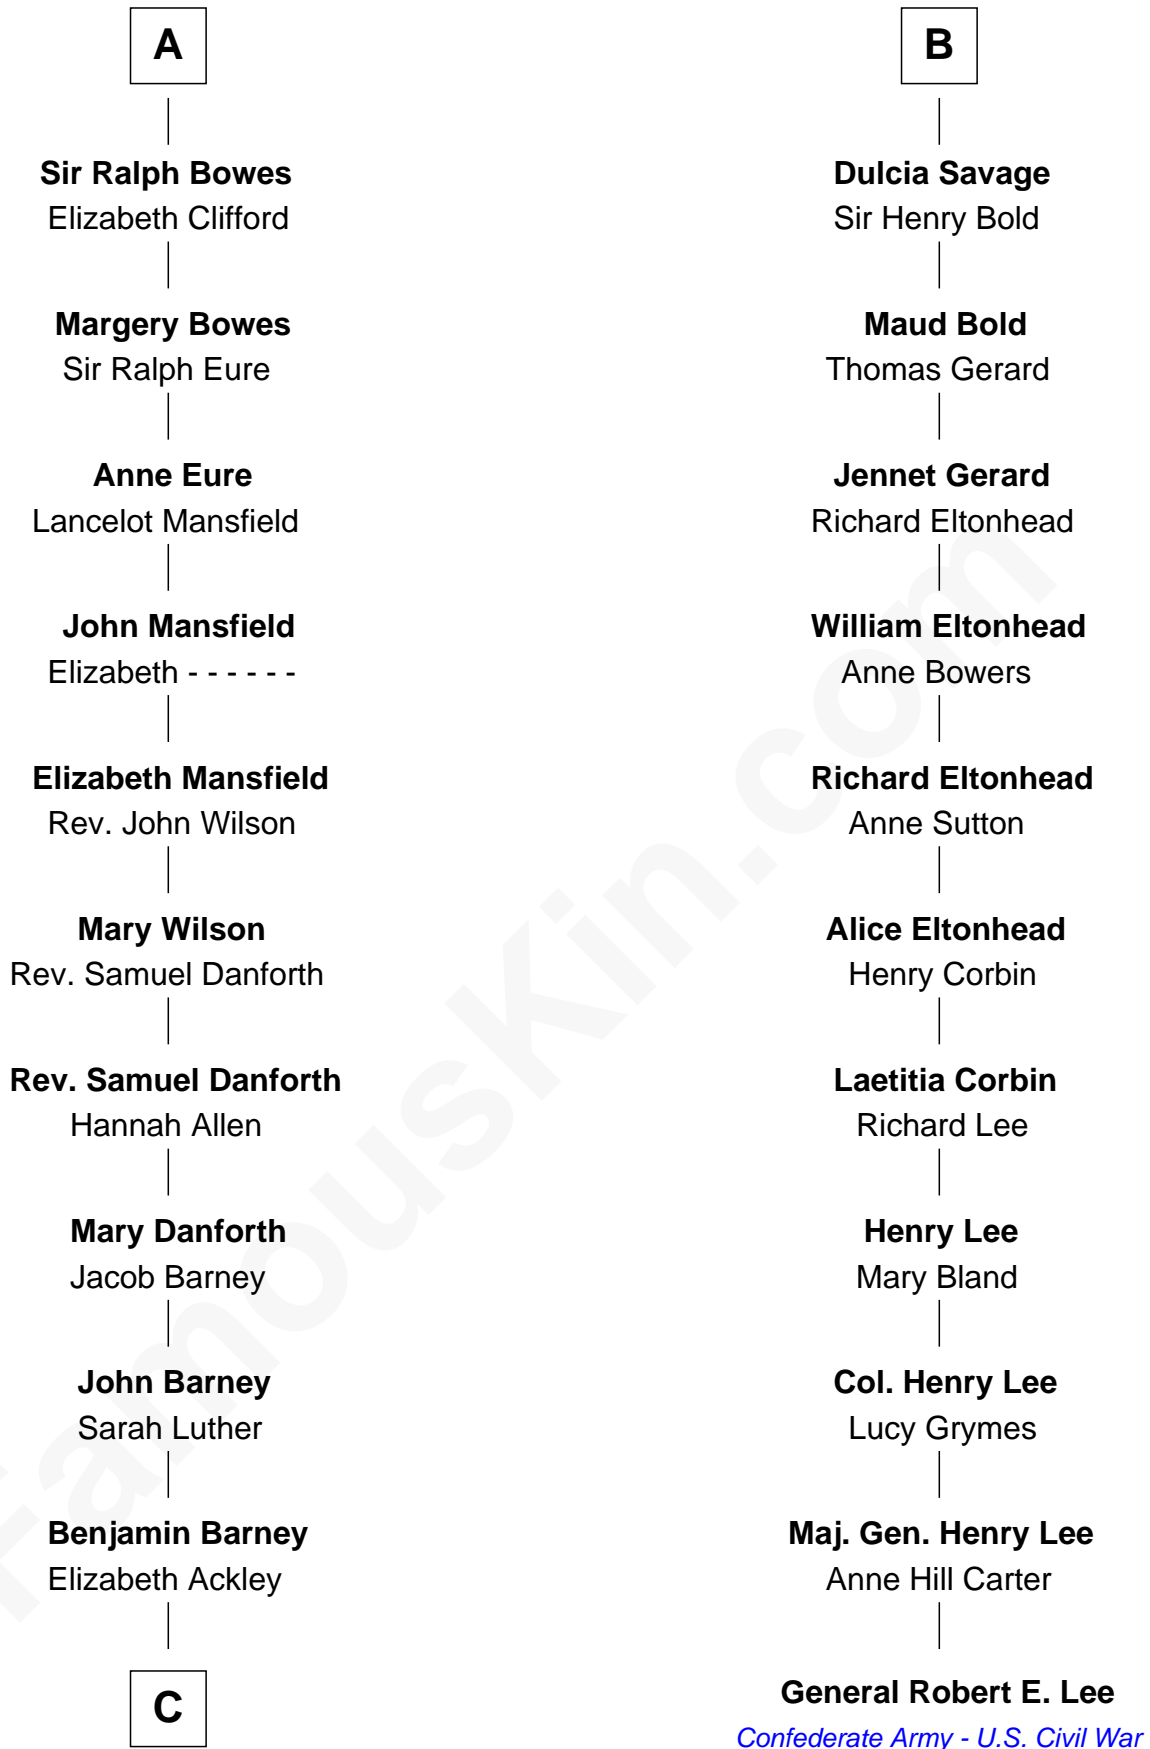 A
Sir Ralph Bowes
Elizabeth Clifford
Margery Bowes
Sir Ralph Eure
Anne Eure
Lancelot Mansfield
John Mansfield
Elizabeth - - - - - -
Elizabeth Mansfield
Rev. John Wilson
Mary Wilson
Rev. Samuel Danforth
Rev. Samuel Danforth
Hannah Allen
Mary Danforth
Jacob Barney
John Barney
Sarah Luther
Benjamin Barney
Elizabeth Ackley
C
B
Dulcia Savage
Sir Henry Bold
Maud Bold
Thomas Gerard
Jennet Gerard
Richard Eltonhead
William Eltonhead
Anne Bowers
Richard Eltonhead
Anne Sutton
Alice Eltonhead
Henry Corbin
Laetitia Corbin
Richard Lee
Henry Lee
Mary Bland
Col. Henry Lee
Lucy Grymes
Maj. Gen. Henry Lee
Anne Hill Carter
General Robert E. Lee
Confederate Army - U.S. Civil War
FamousKin.com